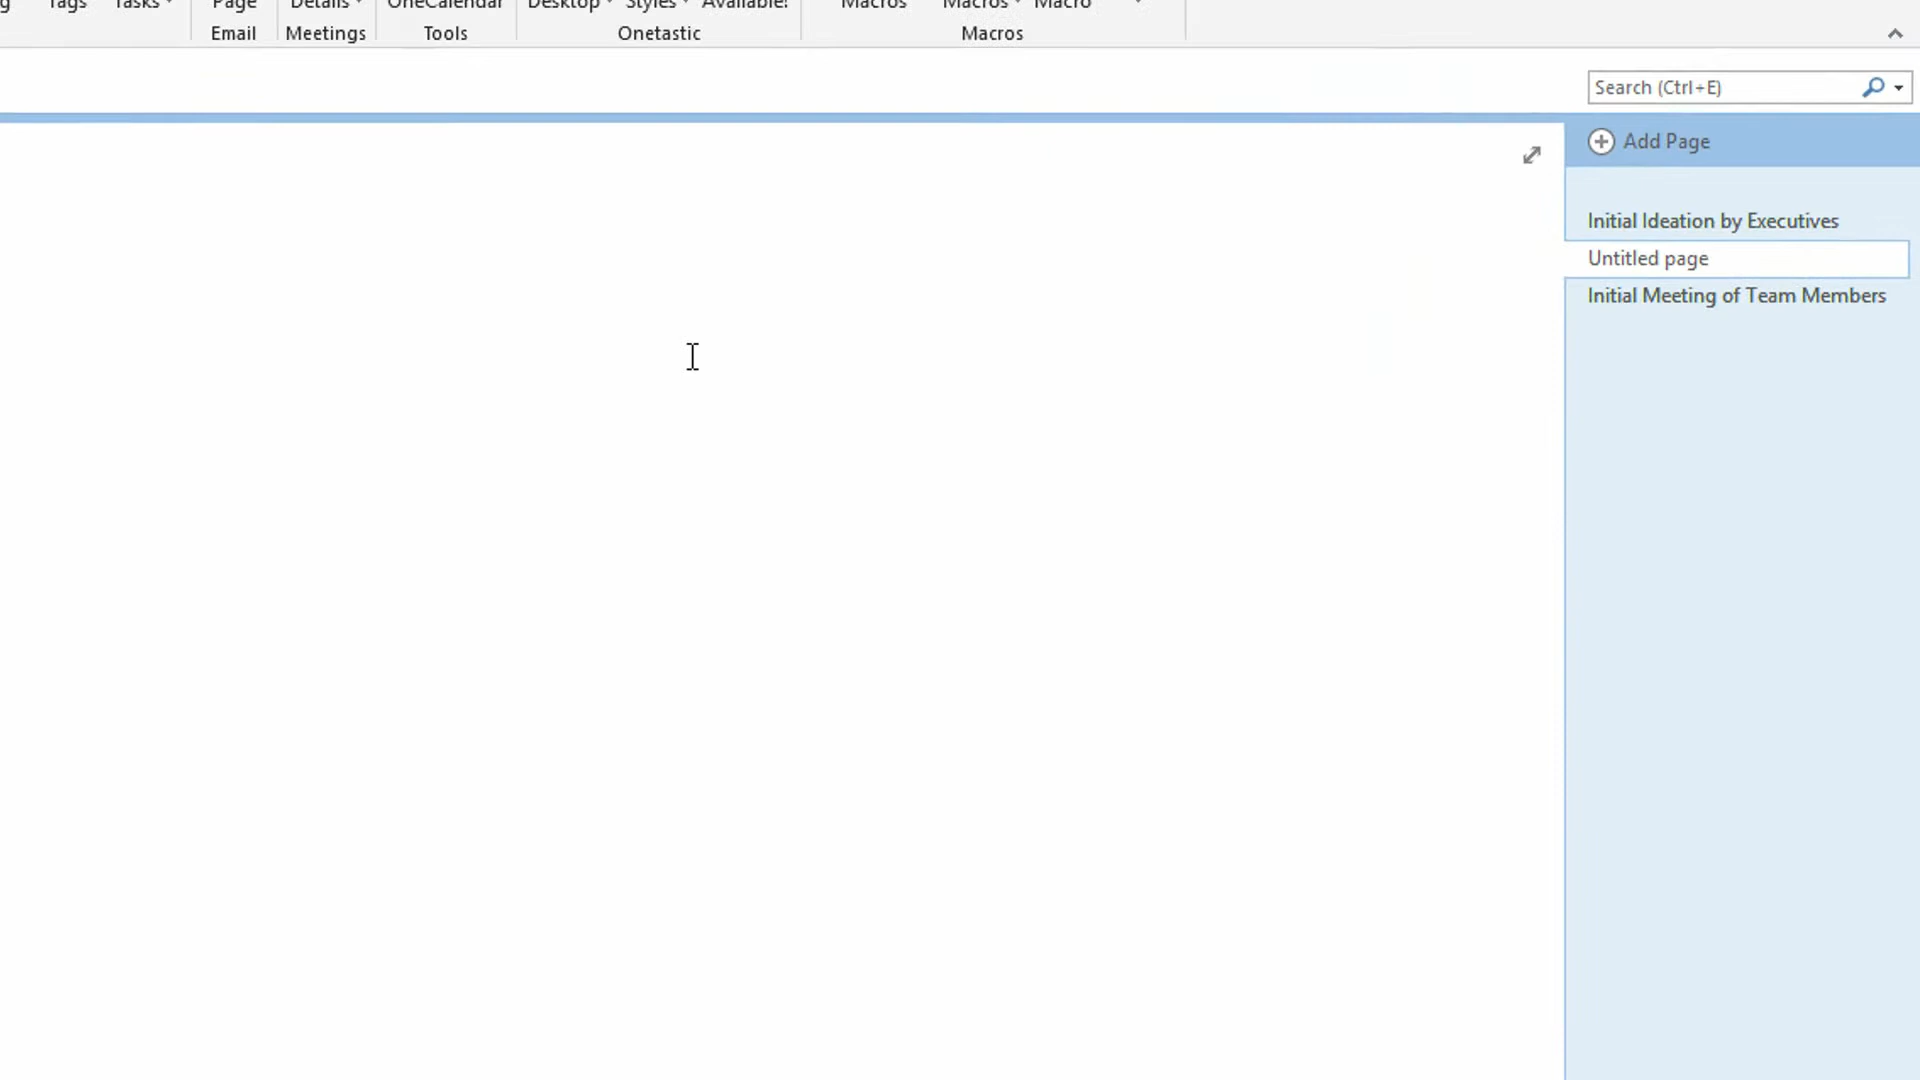 Tags Tasks Page Details OneCalendar Desktop Styles Available! Macros Macros Macro
Email Meetings Tools Onetastic Macros
Search (Ctrl+E)
Add Page
Initial Ideation by Executives
Untitled page
Initial Meeting of Team Members